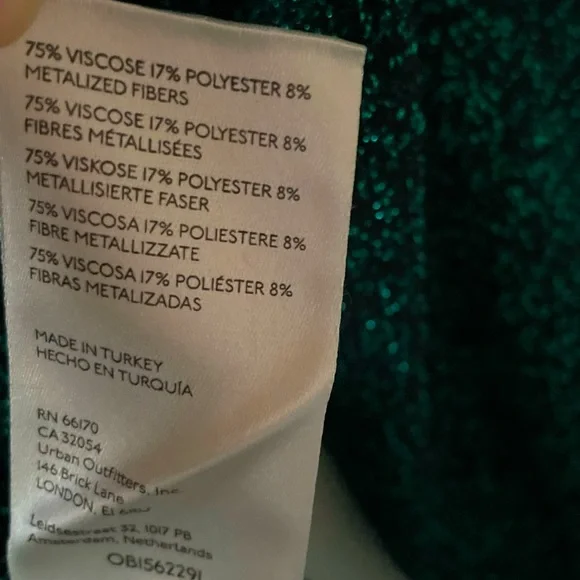 75% VISCOSE 17% POLYESTER 8%
METALIZED FIBERS
75% VISCOSE 17% POLYESTER 8%
FIBRES MÉTALLISÉES
75% VISKOSE 17% POLYESTER 8%
METALLISIERTE FASER
75% VISCOSA 17% POLIESTERE 8%
FIBRE METALLIZZATE
75% VISCOSA 17% POLIÉSTER 8%
FIBRAS METALIZADAS
MADE IN TURKEY
HECHO EN TURQUÍA
RN 66170
CA 32054
Urban Outfitters, Inc
146 Brick Lane
LONDON, E1
Leidsestraat 32, 1017 PB
Amsterdam, Netherlands
OB1562291